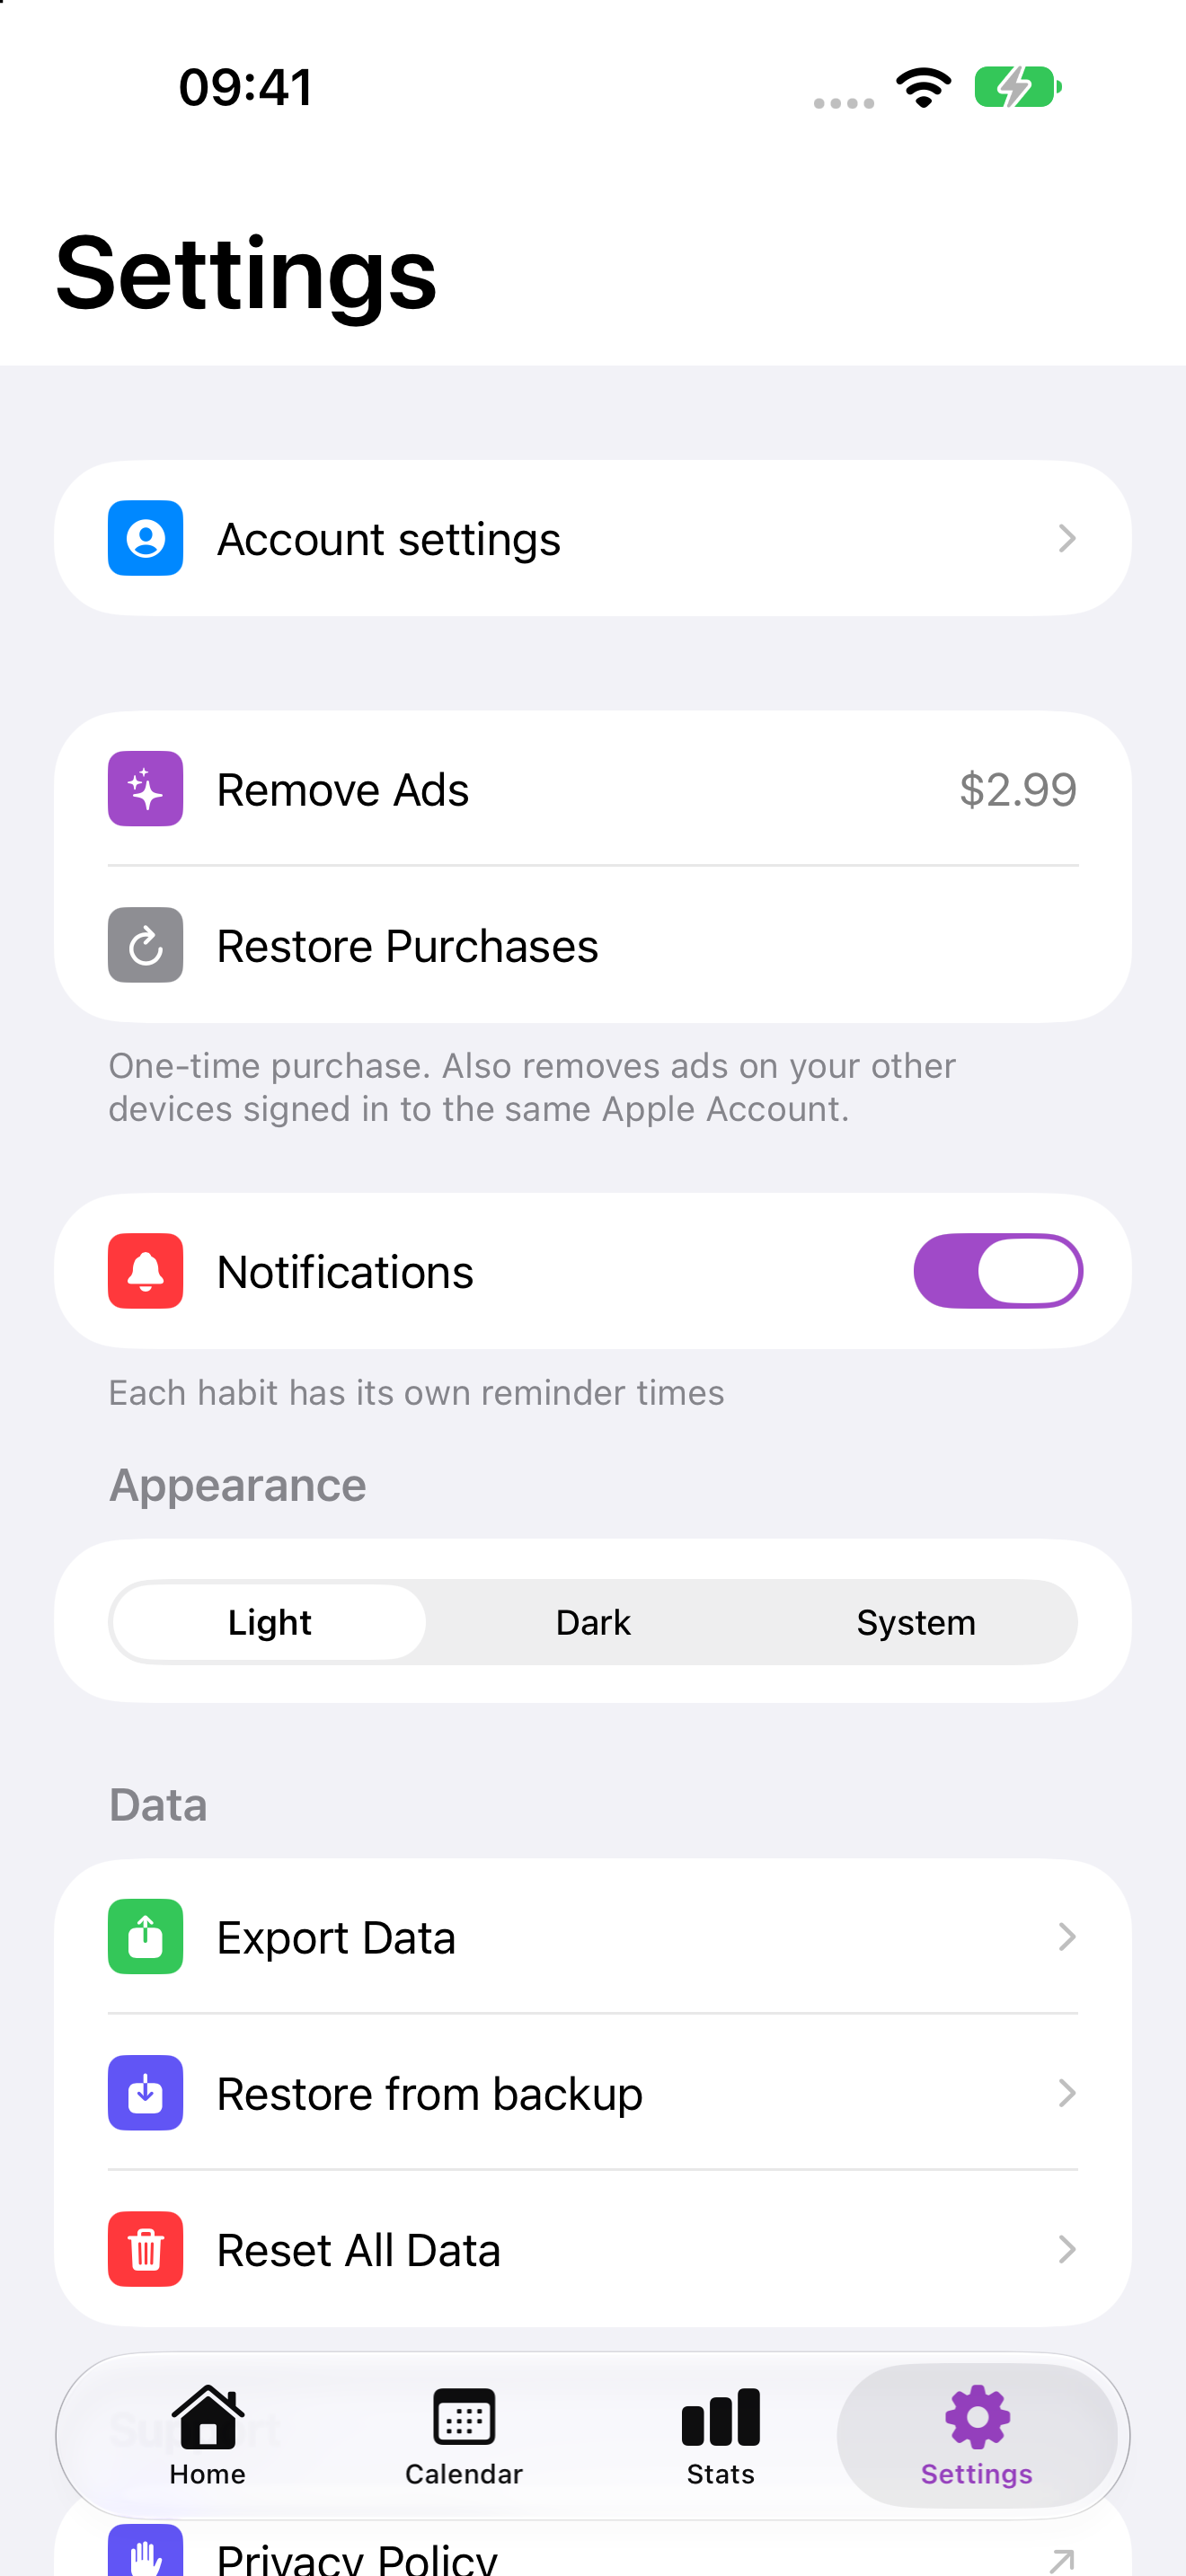 09:41
Settings
Account settings
Remove Ads
$2.99
Restore Purchases
One-time purchase. Also removes ads on your other
devices signed in to the same Apple Account.
Notifications
Each habit has its own reminder times
Appearance
Light
Dark
System
Data
Export Data
Restore from backup
Reset All Data
Support
Home
Calendar
Stats
Settings
Privacy Policy